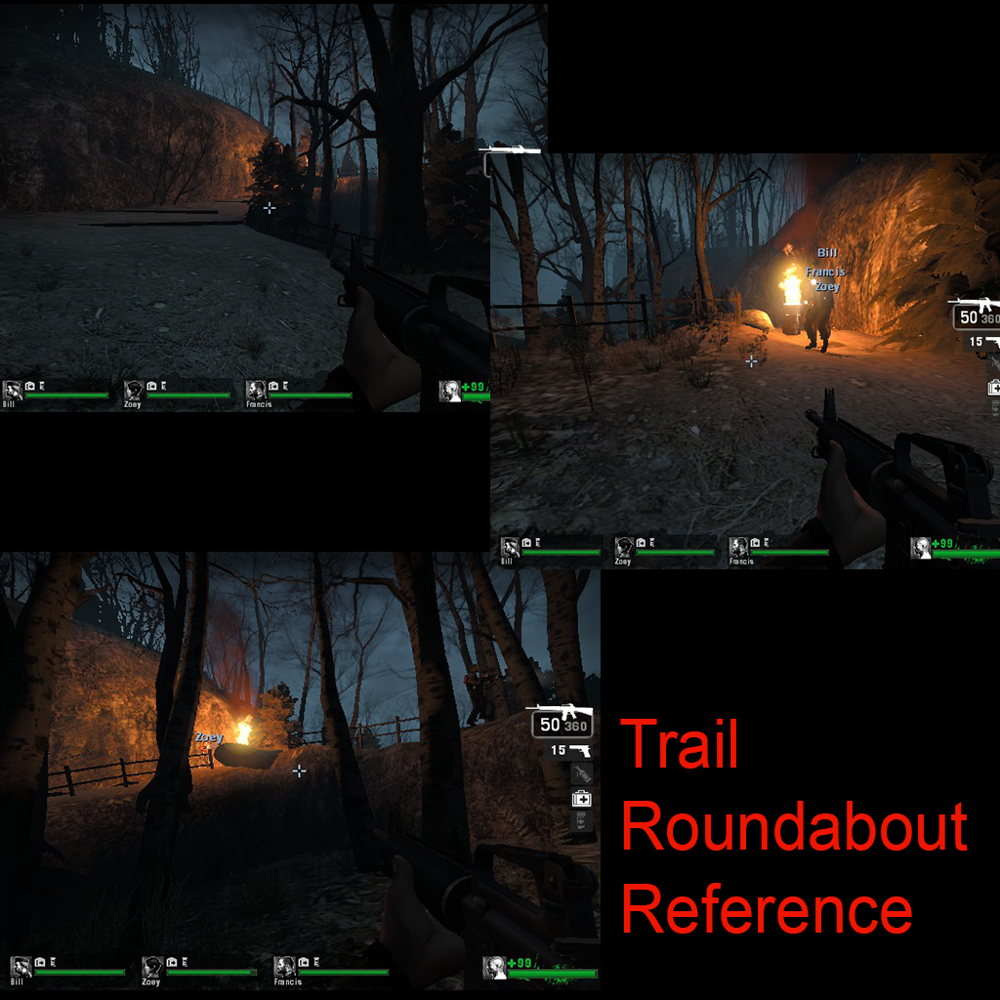 Bill
Zoey
Francis
+99
Bill
Francis
Zoey
50 360
15
Bill
Zoey
Francis
+99
Zoey
50 360
15
Trail
Roundabout
Reference
Bill
Zoey
Francis
+99